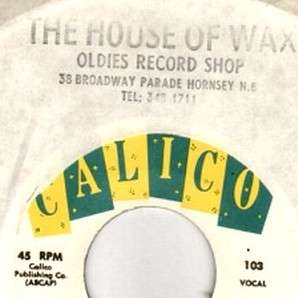 THE HOUSE OF WAX
OLDIES RECORD SHOP
38 BROADWAY PARADE HORNSEY N.8
TEL: 348 1711
CALICO
45 RPM
Calico
Publishing Co.
(ASCAP)
103
VOCAL